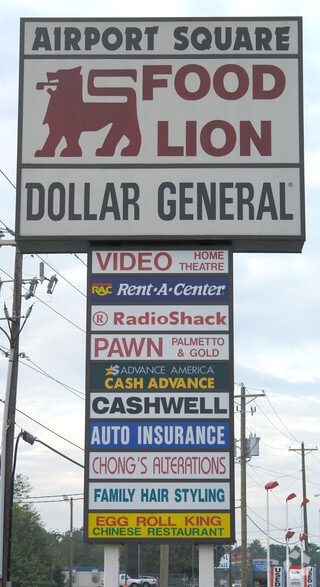 AIRPORT SQUARE
FOOD
LION
DOLLAR GENERAL®
VIDEO HOME
THEATRE
RAC Rent-A-Center
® RadioShack
PAWN PALMETTO
& GOLD
$ ADVANCE AMERICA
CASH ADVANCE
CASHWELL
AUTO INSURANCE
CHONG'S ALTERATIONS
FAMILY HAIR STYLING
EGG ROLL KING
CHINESE RESTAURANT